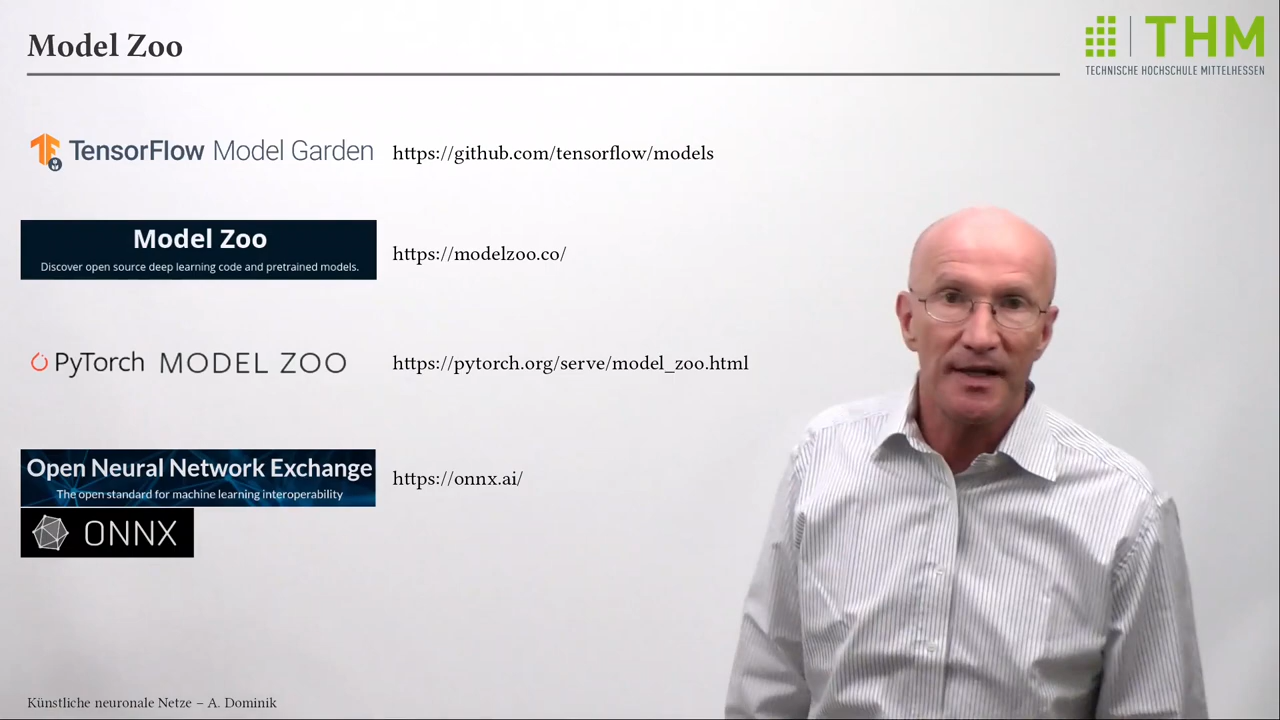 Model Zoo
THM
TECHNISCHE HOCHSCHULE MITTELHESSEN
TensorFlow Model Garden https://github.com/tensorflow/models
Model Zoo
Discover open source deep learning code and pretrained models.
https://modelzoo.co/
PyTorch MODEL ZOO https://pytorch.org/serve/model_zoo.html
Open Neural Network Exchange
The open standard for machine learning interoperability
https://onnx.ai/
ONNX
Künstliche neuronale Netze – A. Dominik